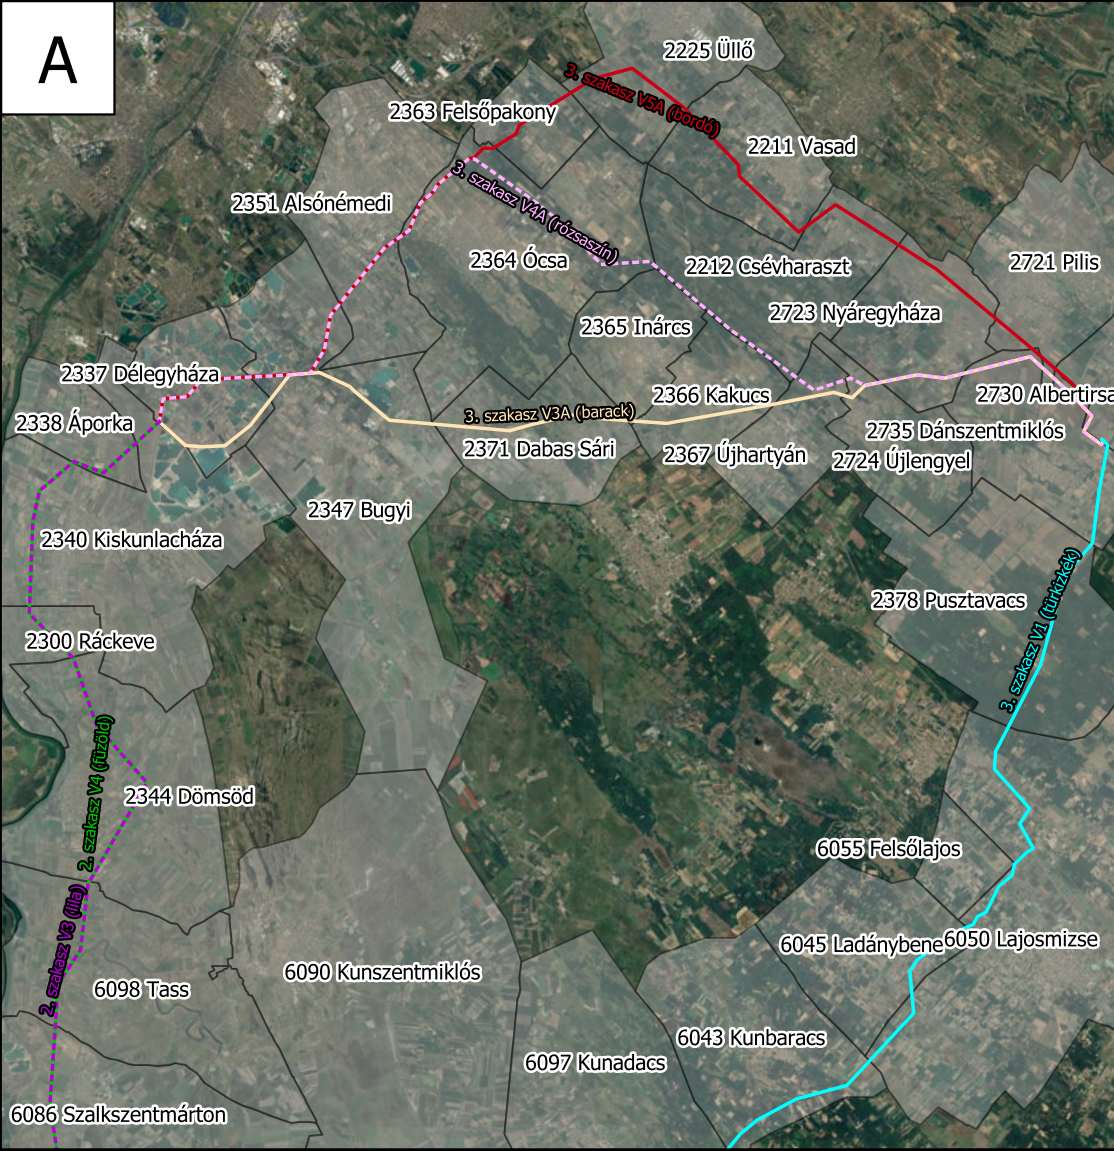 A
2225 Üllő
3. szakasz V5A (bordó)
2363 Felsőpakony
2211 Vasad
3. szakasz V4A (rózsaszín)
2351 Alsónémedi
2364 Ócsa
2212 Csévharaszt
2721 Pilis
2723 Nyáregyháza
2365 Inárcs
2337 Délegyháza
2366 Kakucs
2730 Albertirsa
3. szakasz V3A (barack)
2338 Áporka
2735 Dánszentmiklós
2371 Dabas Sári
2367 Újhartyán
2724 Újlengyel
2347 Bugyi
2340 Kiskunlacháza
3. szakasz V1 (türkizkék)
2378 Pusztavacs
2300 Ráckeve
2. szakasz V4 (fűzöld)
2344 Dömsöd
6055 Felsőlajos
2. szakasz V3 (lila)
6045 Ladánybene
6050 Lajosmizse
6090 Kunszentmiklós
6098 Tass
6043 Kunbaracs
6097 Kunadacs
6086 Szalkszentmárton